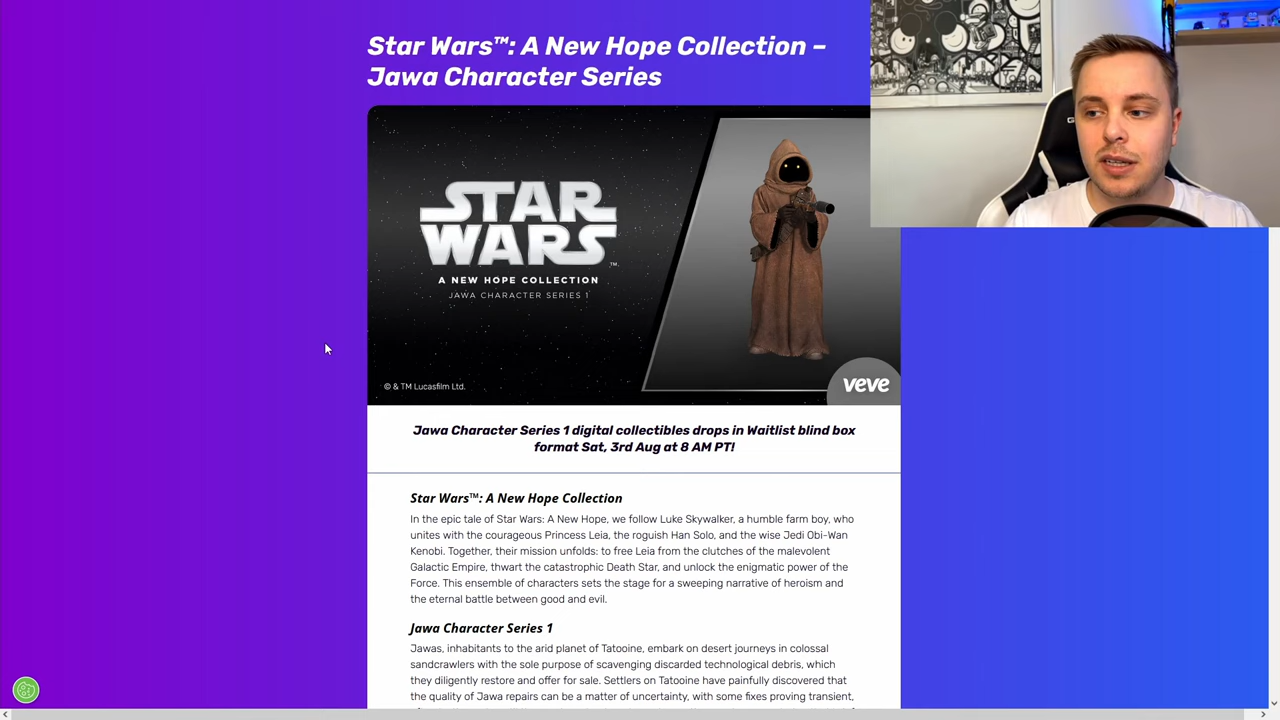 Star Wars™: A New Hope Collection –
Jawa Character Series
STAR
WARS™
A NEW HOPE COLLECTION
JAWA CHARACTER SERIES 1
© & TM Lucasfilm Ltd.
veve
Jawa Character Series 1 digital collectibles drops in Waitlist blind box
format Sat, 3rd Aug at 8 AM PT!
Star Wars™: A New Hope Collection
In the epic tale of Star Wars: A New Hope, we follow Luke Skywalker, a humble farm boy, who
unites with the courageous Princess Leia, the roguish Han Solo, and the wise Jedi Obi-Wan
Kenobi. Together, their mission unfolds: to free Leia from the clutches of the malevolent
Galactic Empire, thwart the catastrophic Death Star, and unlock the enigmatic power of the
Force. This ensemble of characters sets the stage for a sweeping narrative of heroism and
the eternal battle between good and evil.
Jawa Character Series 1
Jawas, inhabitants to the arid planet of Tatooine, embark on desert journeys in colossal
sandcrawlers with the sole purpose of scavenging discarded technological debris, which
they diligently restore and offer for sale. Settlers on Tatooine have painfully discovered that
the quality of Jawa repairs can be a matter of uncertainty, with some fixes proving transient,